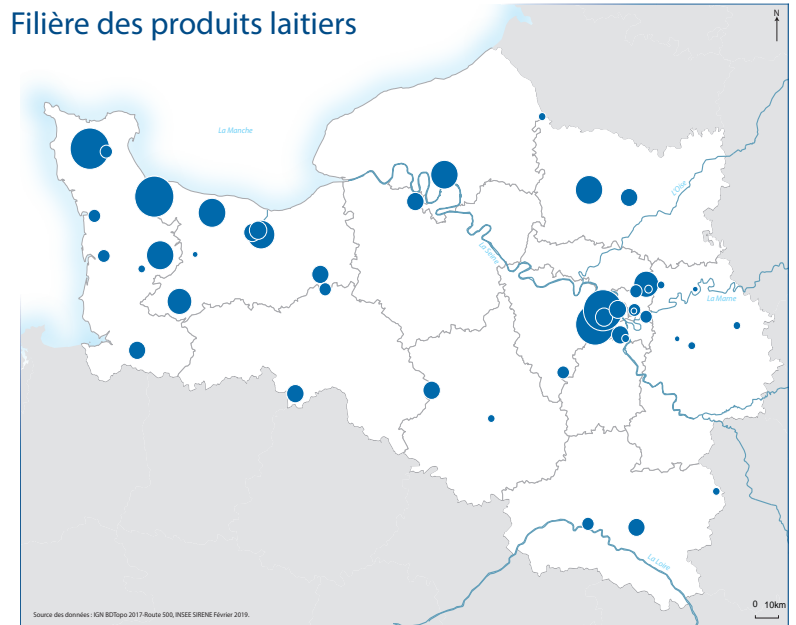 Filière des produits laitiers
N
La Manche
L'Oise
La Seine
La Marne
La Loire
0 10km
Source des données : IGN BDTopo 2017-Route 500, INSEE SIRENE Février 2019.